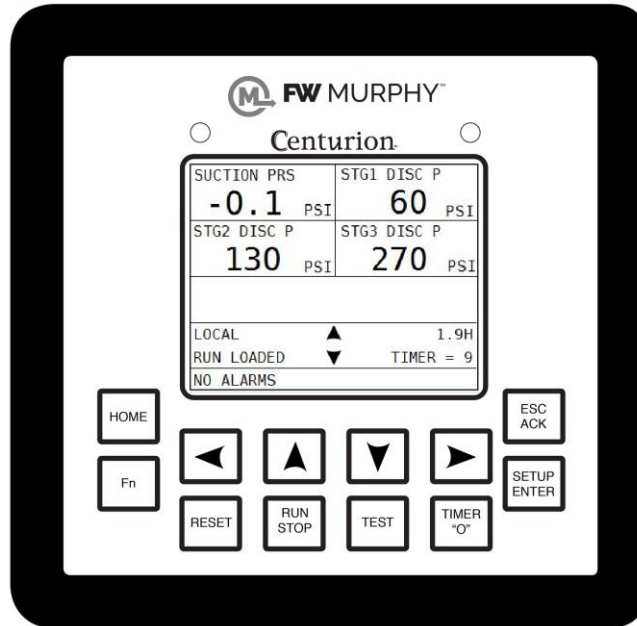 M FW MURPHY™
Centurion™
SUCTION PRS STG1 DISC P
-0.1 PSI 60 PSI
STG2 DISC P STG3 DISC P
130 PSI 270 PSI
LOCAL ▲ 1.9H
RUN LOADED ▼ TIMER = 9
NO ALARMS
HOME
ESC
ACK
Fn
SETUP
ENTER
RESET
RUN
STOP
TEST
TIMER
“O”